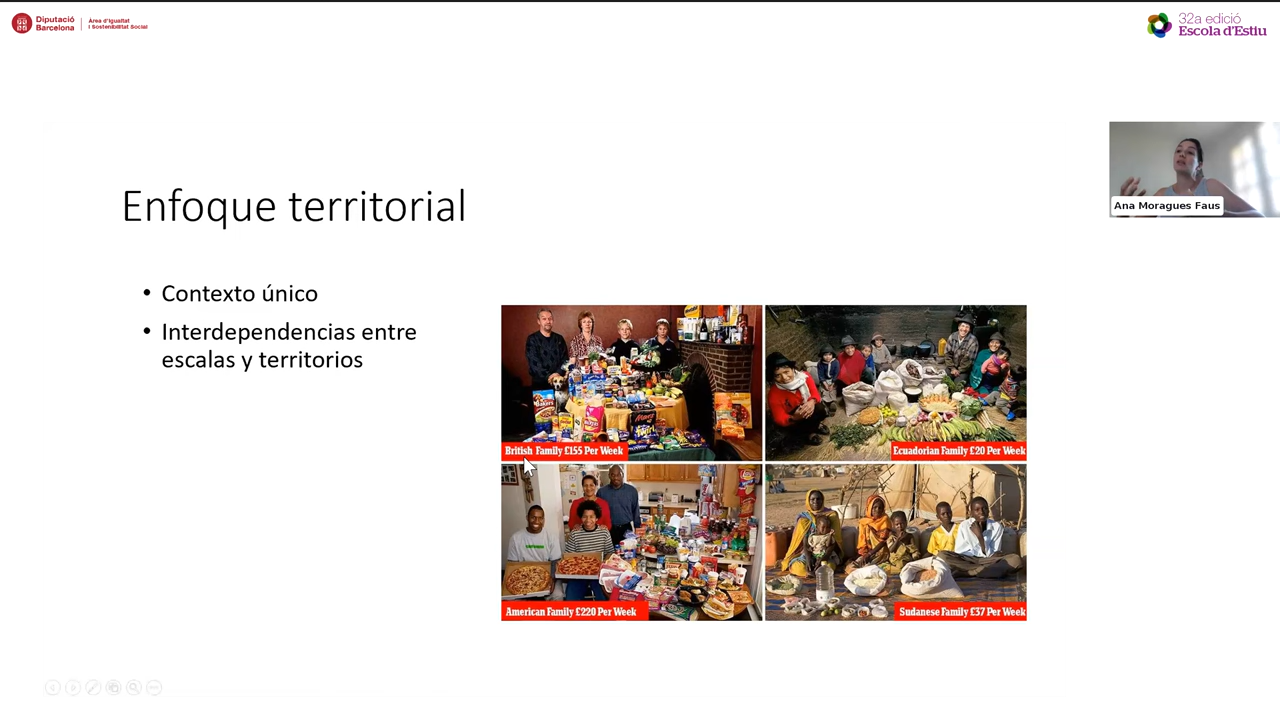 Diputació
Barcelona
Àrea d'Igualtat
i Sostenibilitat Social
32a edició
Escola d'Estiu
Ana Moragues Faus
Enfoque territorial
• Contexto único
• Interdependencias entre
escalas y territorios
British Family £155 Per Week
Ecuadorian Family £20 Per Week
American Family £220 Per Week
Sudanese Family £37 Per Week